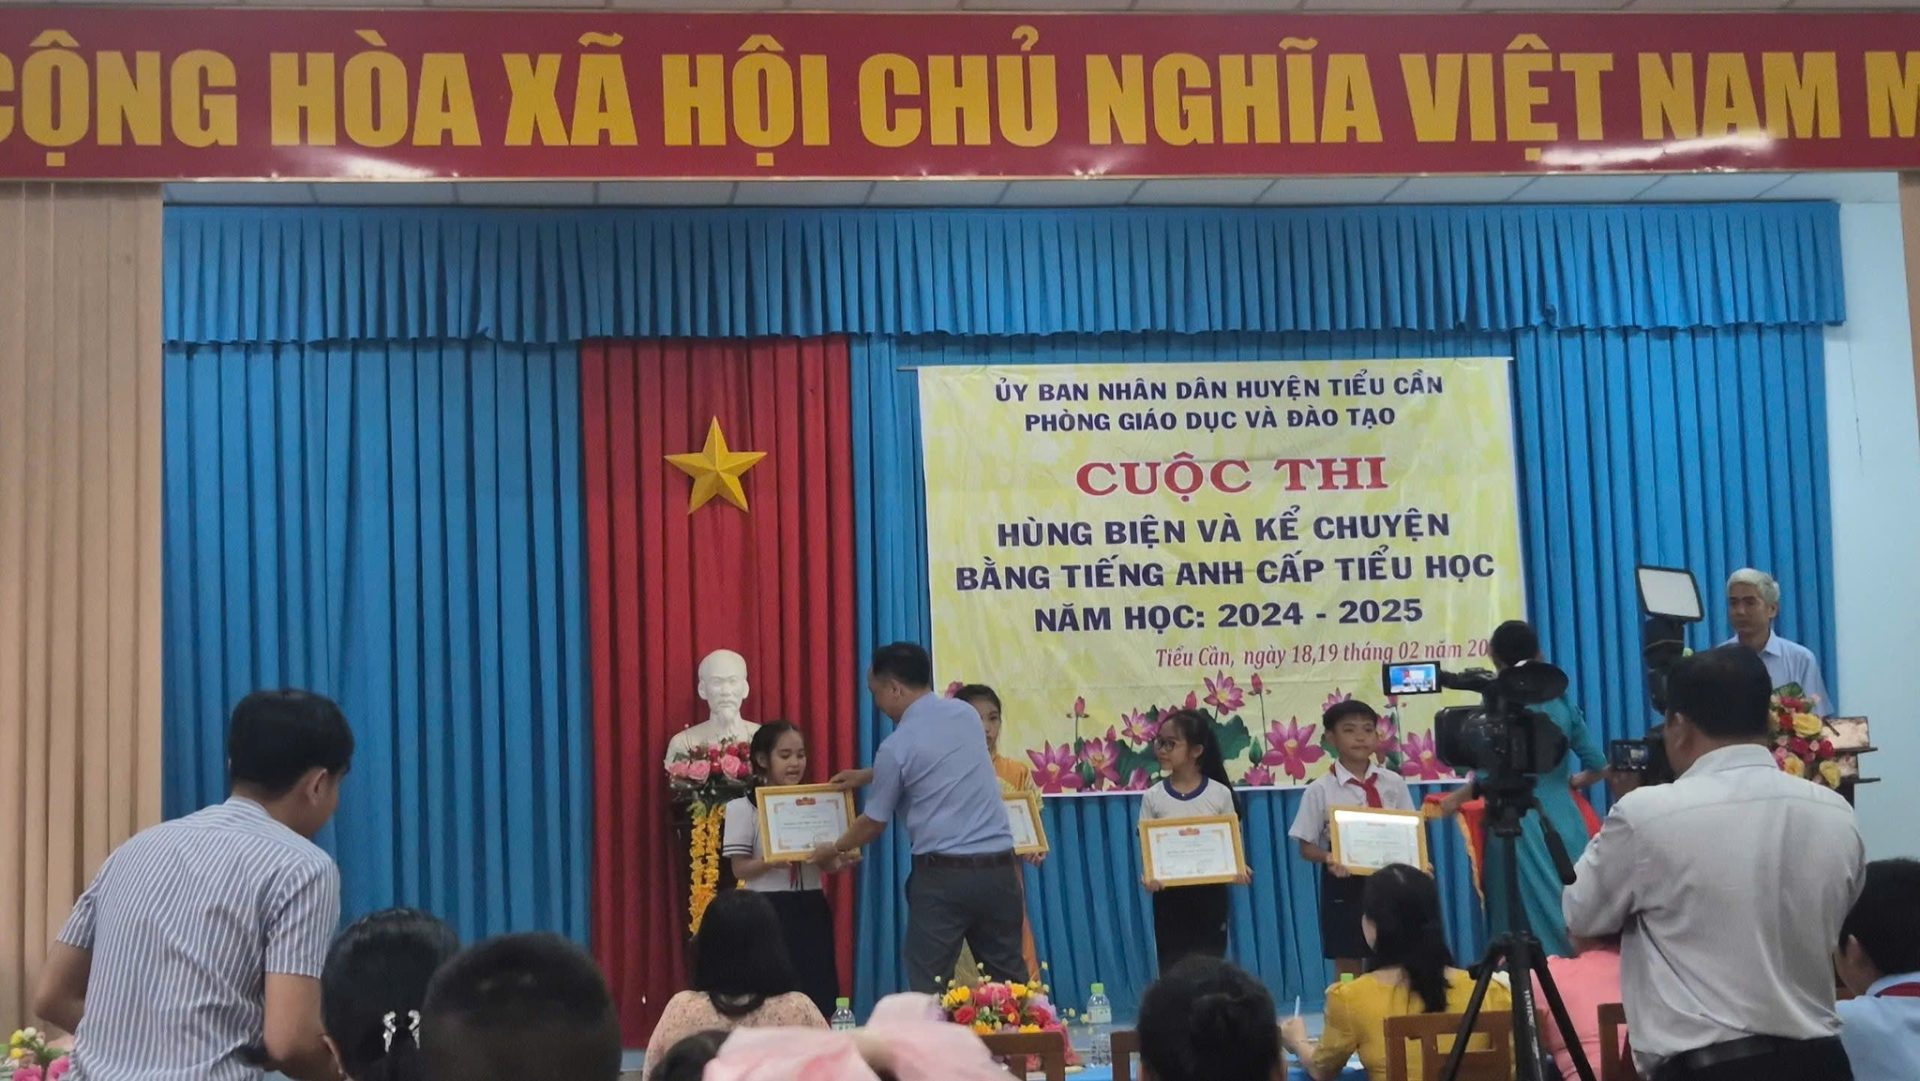 CỘNG HÒA XÃ HỘI CHỦ NGHĨA VIỆT NAM M
ỦY BAN NHÂN DÂN HUYỆN TIỂU CẦN
PHÒNG GIÁO DỤC VÀ ĐÀO TẠO
CUỘC THI
HÙNG BIỆN VÀ KỂ CHUYỆN
BẰNG TIẾNG ANH CẤP TIỂU HỌC
NĂM HỌC: 2024 - 2025
Tiểu Cần, ngày 18,19 tháng 02 năm 20